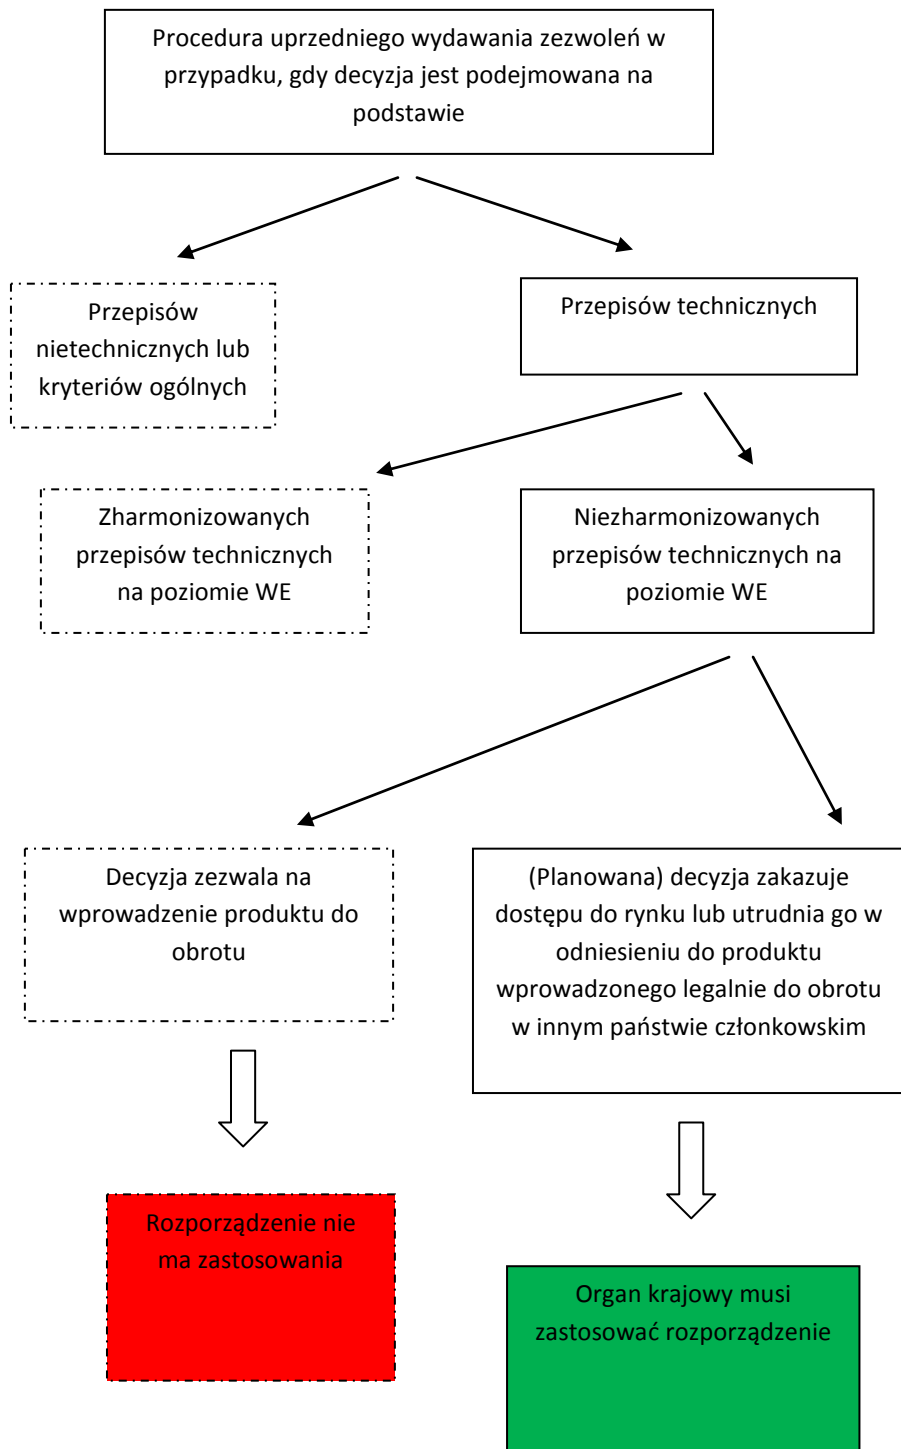 Procedura uprzedniego wydawania zezwoleń w
przypadku, gdy decyzja jest podejmowana na
podstawie
Przepisów
nietechnicznych lub
kryteriów ogólnych
Przepisów technicznych
Zharmonizowanych
przepisów technicznych
na poziomie WE
Niezharmonizowanych
przepisów technicznych na
poziomie WE
Decyzja zezwala na
wprowadzenie produktu do
obrotu
(Planowana) decyzja zakazuje
dostępu do rynku lub utrudnia go w
odniesieniu do produktu
wprowadzonego legalnie do obrotu
w innym państwie członkowskim
Rozporządzenie nie
ma zastosowania
Organ krajowy musi
zastosować rozporządzenie